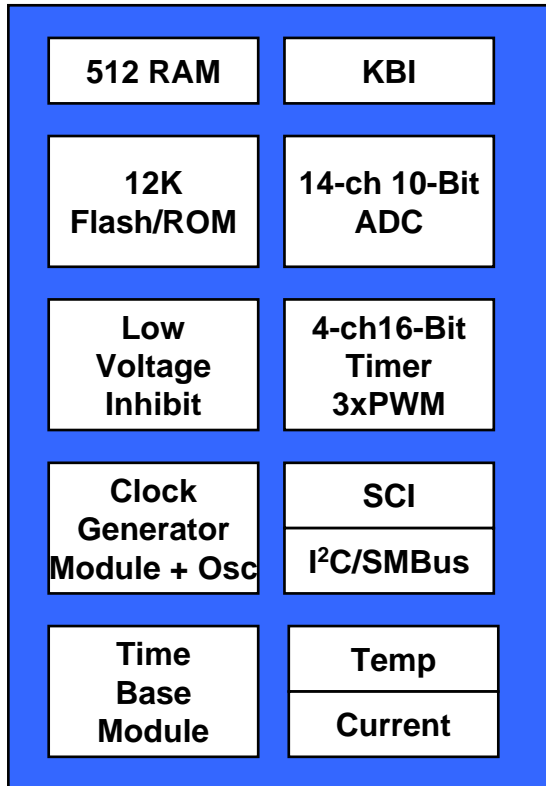 512 RAM
KBI
12K
Flash/ROM
14-ch 10-Bit
ADC
Low
Voltage
Inhibit
4-ch16-Bit
Timer
3xPWM
Clock
Generator
Module + Osc
SCI
I²C/SMBus
Time
Base
Module
Temp
Current